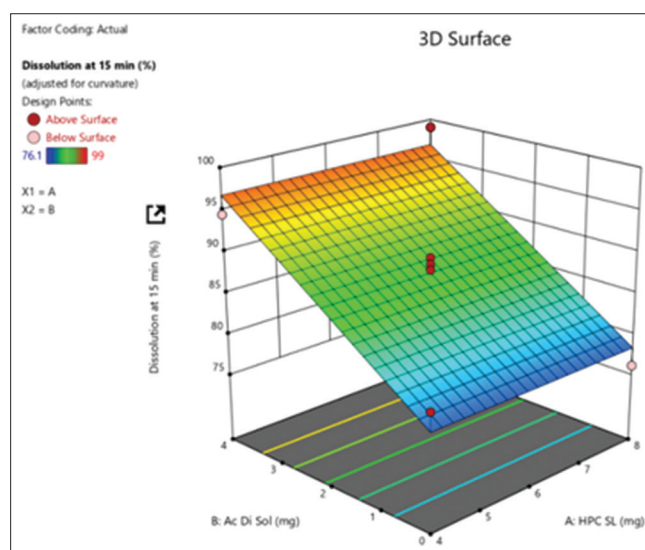 Factor Coding: Actual
3D Surface
Dissolution at 15 min (%)
(adjusted for curvature)
Design Points:
Above Surface
Below Surface
76.1 99
X1 = A
X2 = B
Dissolution at 15 min (%)
100
95
90
85
80
75
4
3
2
1
0
4
5
6
7
8
B: Ac Di Sol (mg)
A: HPC SL (mg)